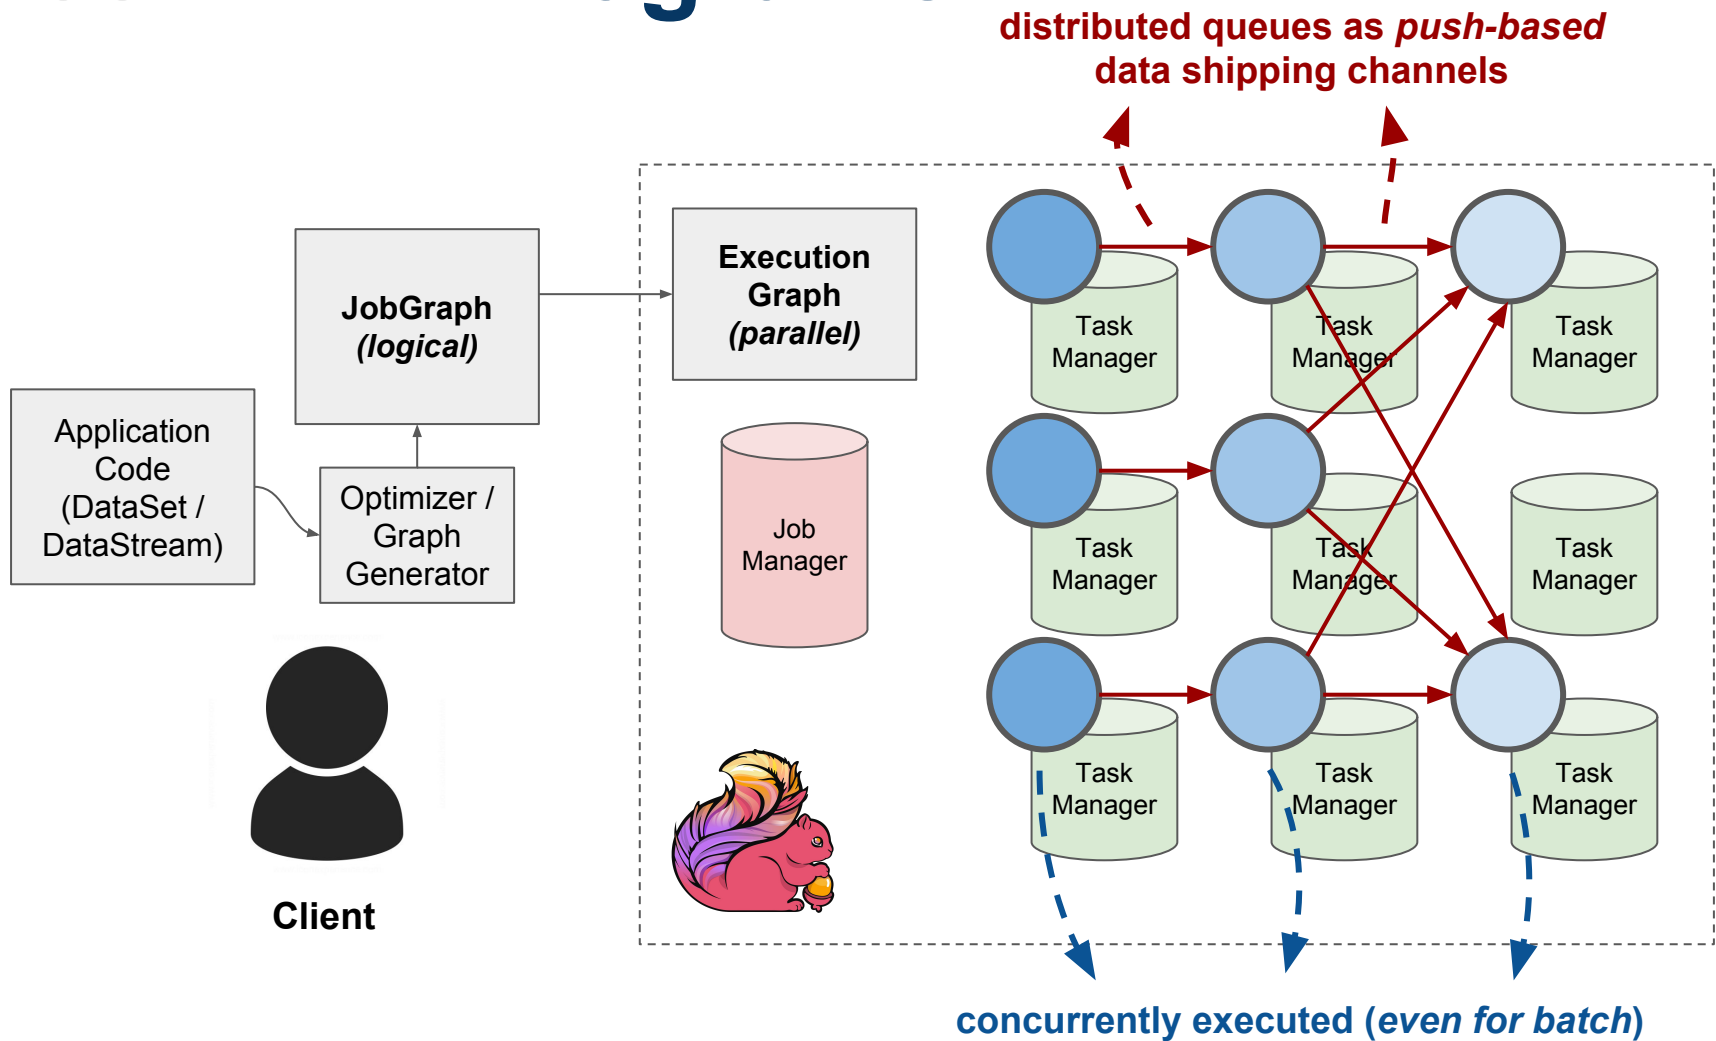 distributed queues as push-based
data shipping channels
Execution
Graph
(parallel)
JobGraph
(logical)
Application
Code
(DataSet /
DataStream)
Optimizer /
Graph
Generator
Job
Manager
Client
Task
Manager
Task
Manager
Task
Manager
Task
Manager
Task
Manager
Task
Manager
Task
Manager
Task
Manager
Task
Manager
concurrently executed (even for batch)